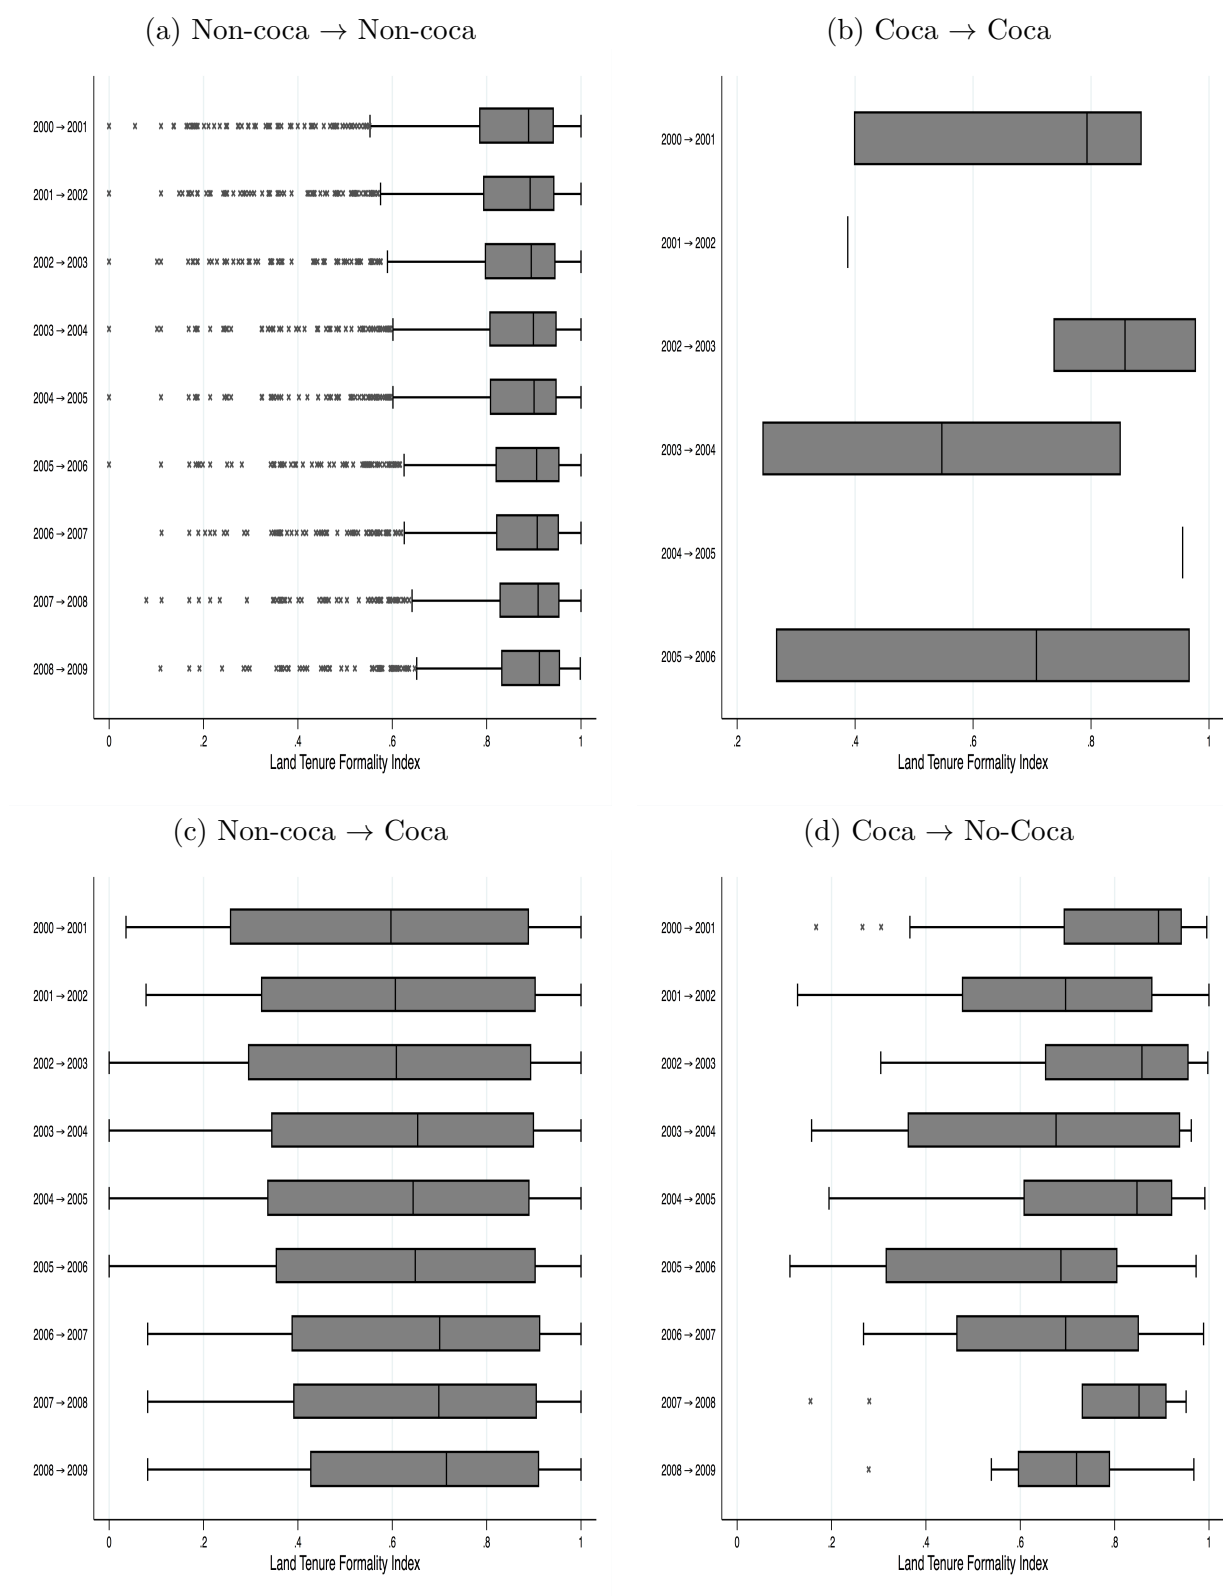 (a) Non-coca → Non-coca
2000 → 2001
2001 → 2002
2002 → 2003
2003 → 2004
2004 → 2005
2005 → 2006
2006 → 2007
2007 → 2008
2008 → 2009
0 .2 .4 .6 .8 1
Land Tenure Formality Index
(b) Coca → Coca
2000 → 2001
2001 → 2002
2002 → 2003
2003 → 2004
2004 → 2005
2005 → 2006
.2 .4 .6 .8 1
Land Tenure Formality Index
(c) Non-coca → Coca
2000 → 2001
2001 → 2002
2002 → 2003
2003 → 2004
2004 → 2005
2005 → 2006
2006 → 2007
2007 → 2008
2008 → 2009
0 .2 .4 .6 .8 1
Land Tenure Formality Index
(d) Coca → No-Coca
2000 → 2001
2001 → 2002
2002 → 2003
2003 → 2004
2004 → 2005
2005 → 2006
2006 → 2007
2007 → 2008
2008 → 2009
0 .2 .4 .6 .8 1
Land Tenure Formality Index